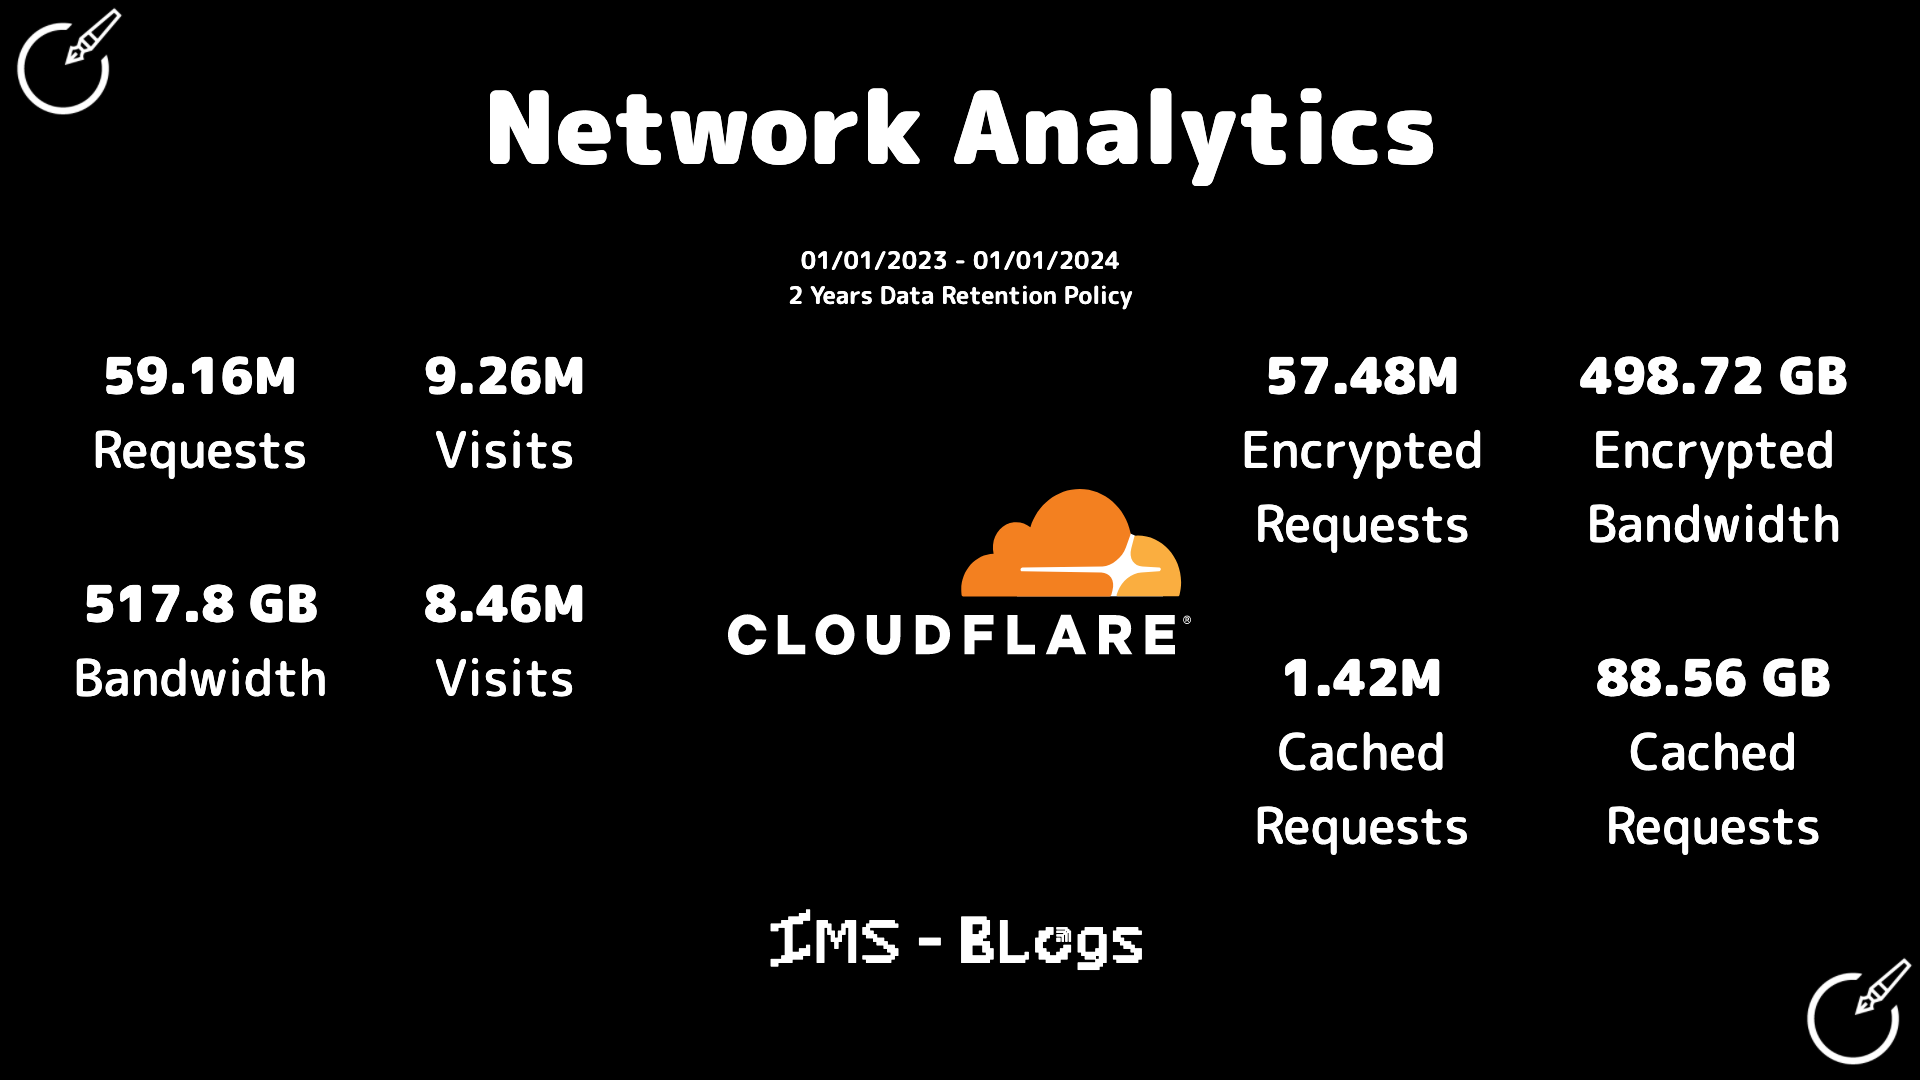 Network Analytics
01/01/2023 - 01/01/2024
2 Years Data Retention Policy
59.16M
Requests
9.26M
Visits
517.8 GB
Bandwidth
8.46M
Visits
CLOUDFLARE®
57.48M
Encrypted
Requests
498.72 GB
Encrypted
Bandwidth
1.42M
Cached
Requests
88.56 GB
Cached
Requests
IMS - BLogs